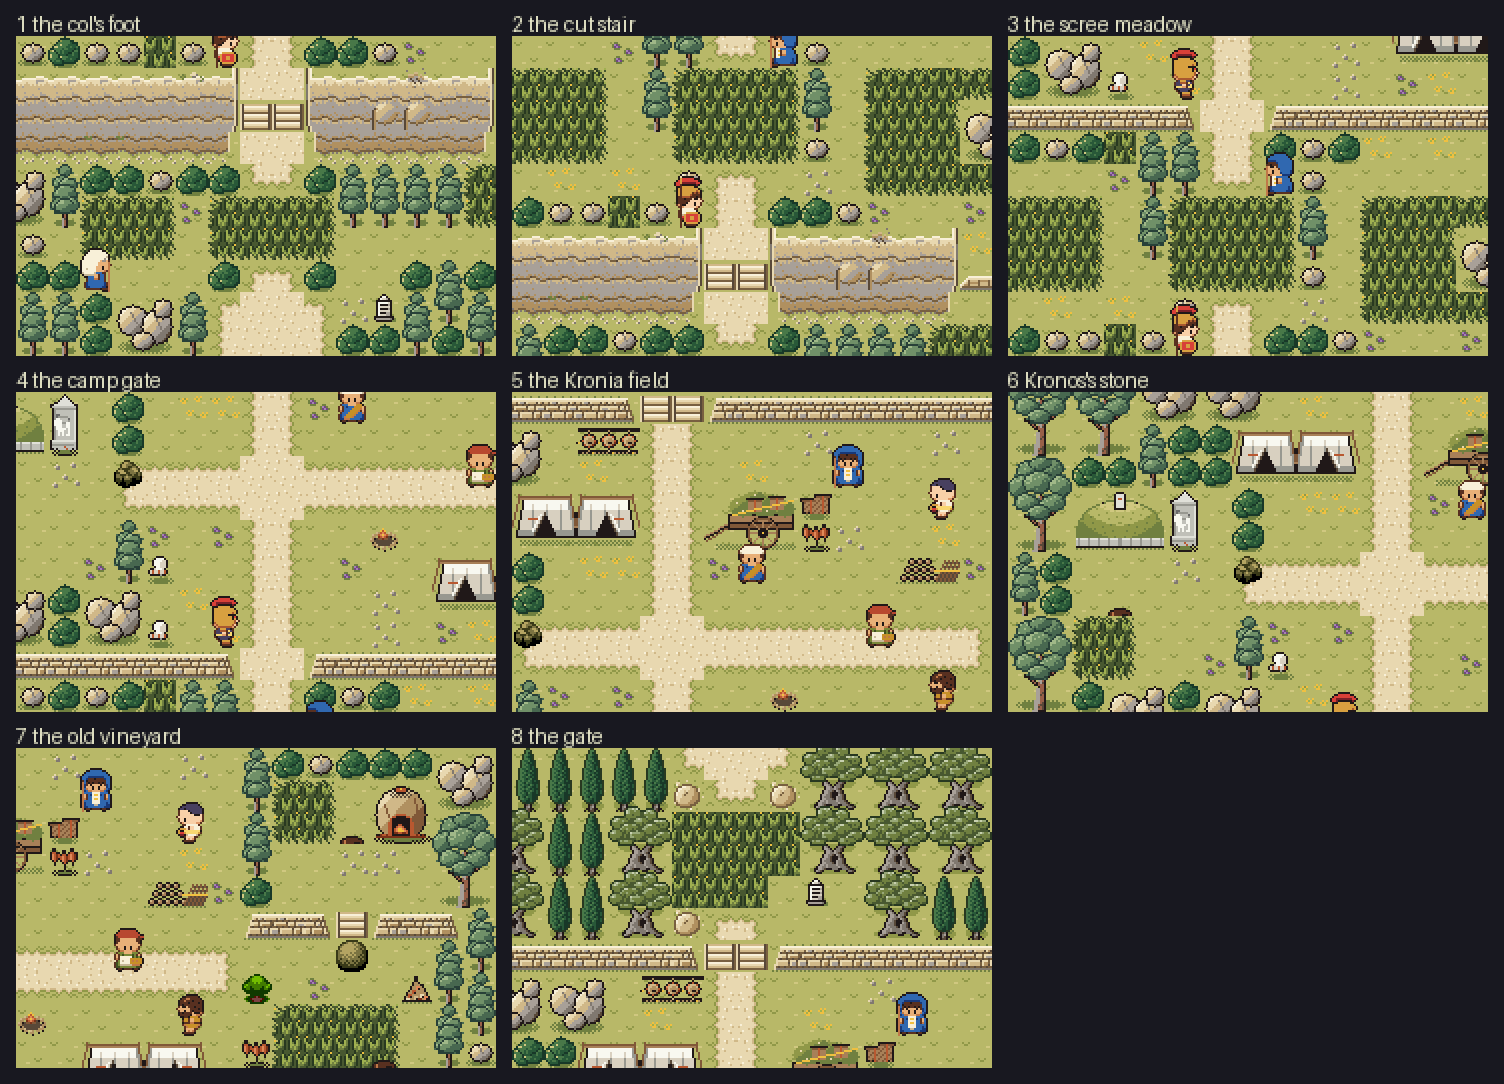 1 the col's foot
2 the cut stair
3 the scree meadow
4 the camp gate
5 the Kronia field
6 Kronos's stone
7 the old vineyard
8 the gate